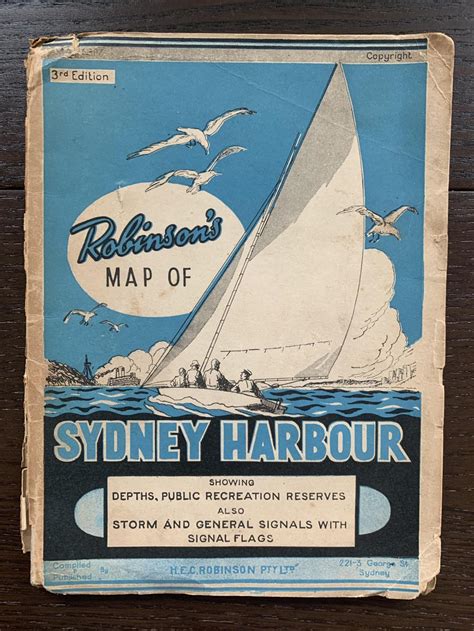 Copyright
3rd Edition
Robinson's
MAP OF
SYDNEY HARBOUR
SHOWING
DEPTHS, PUBLIC RECREATION RESERVES
ALSO
STORM AND GENERAL SIGNALS WITH
SIGNAL FLAGS
Compiled & Published By
H.E.C. ROBINSON PTY LTD
221-3 George St.
Sydney